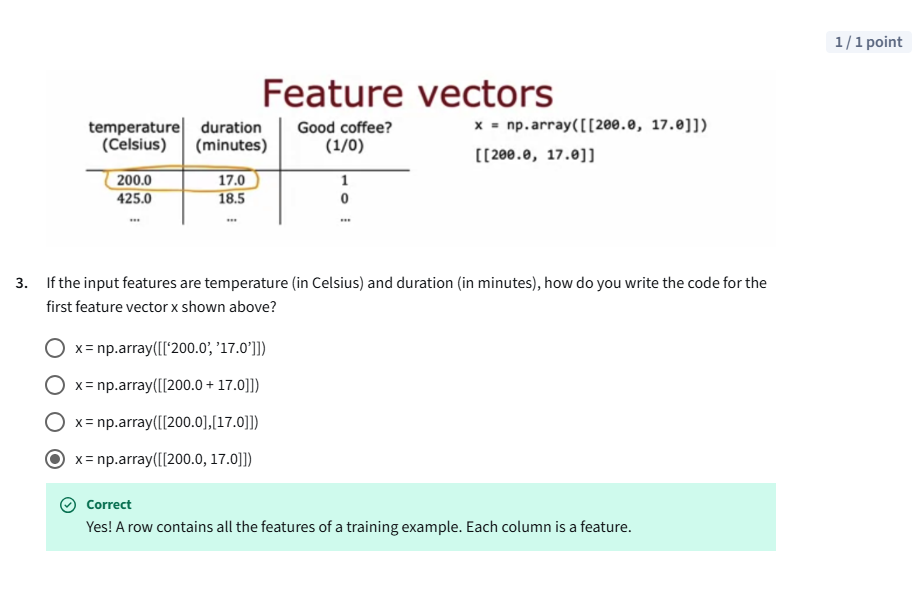 1 / 1 point
Feature vectors
temperature duration Good coffee?
(Celsius) (minutes) (1/0)
200.0 17.0 1
425.0 18.5 0
... ... ...
x = np.array([[200.0, 17.0]])
[[200.0, 17.0]]
3. If the input features are temperature (in Celsius) and duration (in minutes), how do you write the code for the
first feature vector x shown above?
x = np.array([[‘200.0’, ’17.0’]])
x = np.array([[200.0 + 17.0]])
x = np.array([[200.0],[17.0]])
x = np.array([[200.0, 17.0]])
Correct
Yes! A row contains all the features of a training example. Each column is a feature.